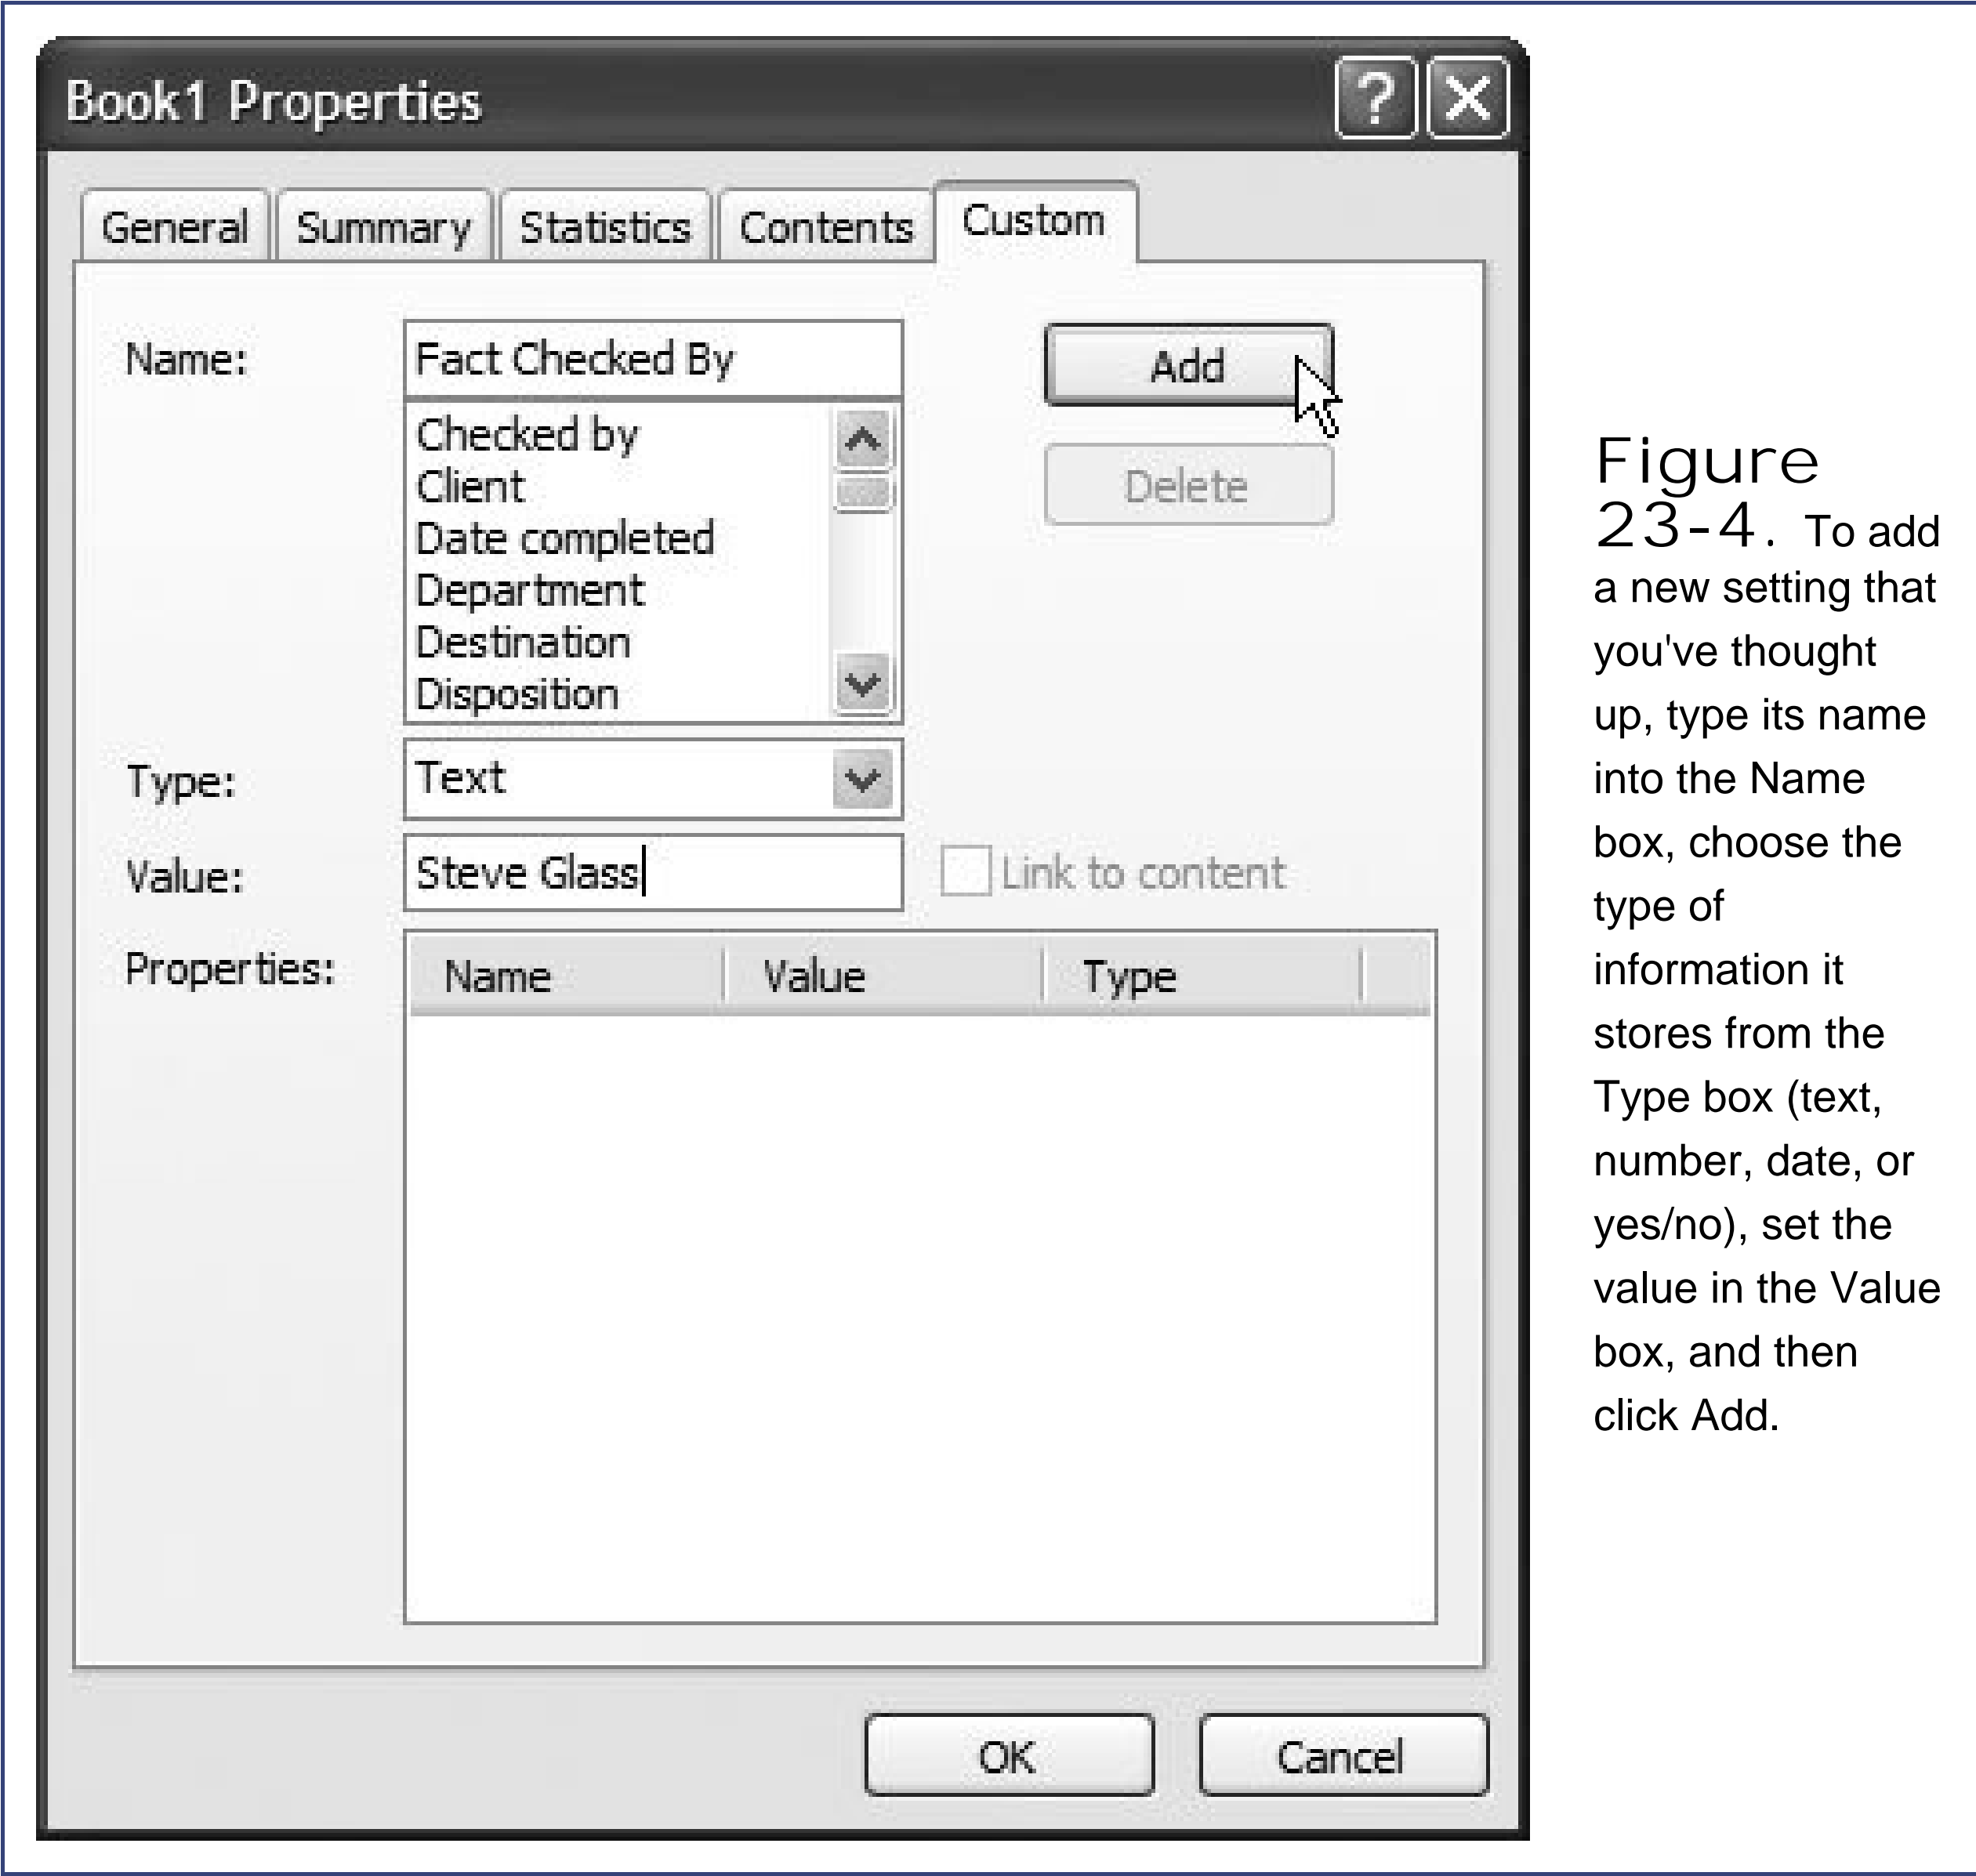 Book1 Properties
General Summary Statistics Contents Custom
Name: Fact Checked By Add
Checked by
Client Delete
Date completed
Department
Destination
Disposition
Type: Text
Value: Steve Glass Link to content
Properties: Name Value Type
OK Cancel
Figure
23-4. To add
a new setting that
you've thought
up, type its name
into the Name
box, choose the
type of
information it
stores from the
Type box (text,
number, date, or
yes/no), set the
value in the Value
box, and then
click Add.